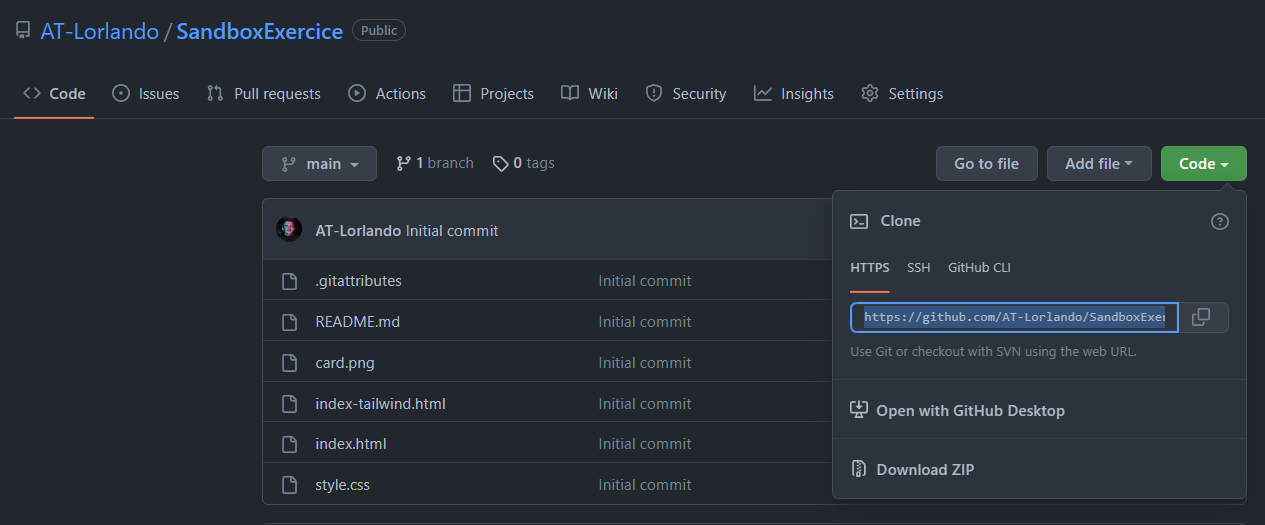 AT-Lorlando / SandboxExercice Public
Code Issues Pull requests Actions Projects Wiki Security Insights Settings
main 1 branch 0 tags Go to file Add file Code
AT-Lorlando Initial commit
.gitattributes Initial commit
README.md Initial commit
card.png Initial commit
index-tailwind.html Initial commit
index.html Initial commit
style.css Initial commit
Clone
HTTPS SSH GitHub CLI
https://github.com/AT-Lorlando/SandboxExer
Use Git or checkout with SVN using the web URL.
Open with GitHub Desktop
Download ZIP